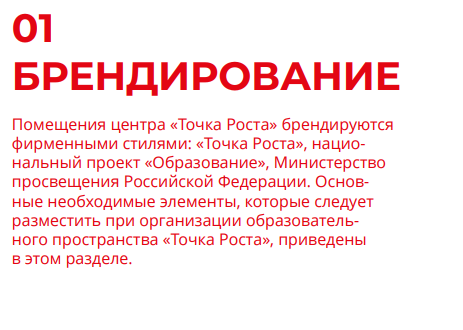 01
БРЕНДИРОВАНИЕ
Помещения центра «Точка Роста» брендируются
фирменными стилями: «Точка Роста», нацио-
нальный проект «Образование», Министерство
просвещения Российской Федерации. Основ-
ные необходимые элементы, которые следует
разместить при организации образователь-
ного пространства «Точка Роста», приведены
в этом разделе.